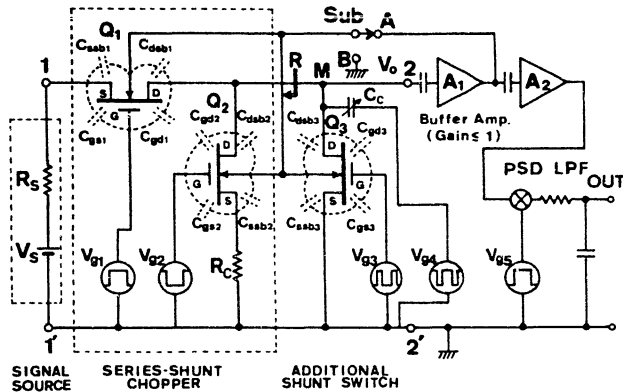 Sub A
Q1
Cssb1 Cdsb1
R B
1 S D M Vo 2 A1 A2
G Q2 Cc
Cgs1 Cgd1 Cgd2 Cdsb2 Cdsb3 Q3 Cgd3
Buffer Amp.
(Gain≤ 1)
D D
RS G G PSD LPF OUT
S S
Cgs2 Cssb2 Cssb3 Cgs3
VS Vg1 Vg2 RC Vg3 Vg4 Vg5
1' 2'
SIGNAL SOURCE
SERIES-SHUNT CHOPPER
ADDITIONAL SHUNT SWITCH